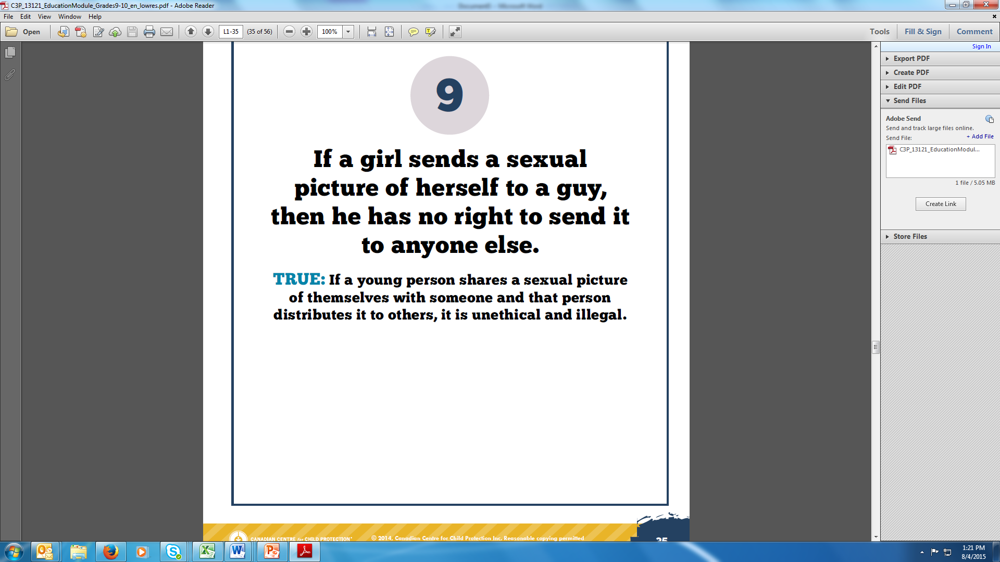 C3P_13121_EducationModule_Grades9-10_en_lowres.pdf - Adobe Reader
File Edit View Window Help
Open L1-35 (35 of 56) 100% Tools Fill & Sign Comment
Sign In
Export PDF
Create PDF
Edit PDF
Send Files
Adobe Send
Send and track large files online.
Send File: + Add File
C3P_13121_EducationModul...
1 file / 5.05 MB
Create Link
Store Files
9
If a girl sends a sexual
picture of herself to a guy,
then he has no right to send it
to anyone else.
TRUE: If a young person shares a sexual picture
of themselves with someone and that person
distributes it to others, it is unethical and illegal.
CANADIAN CENTRE for CHILD PROTECTION
© 2014, Canadian Centre for Child Protection Inc. Reasonable copying permitted
35
1:21 PM
8/4/2015